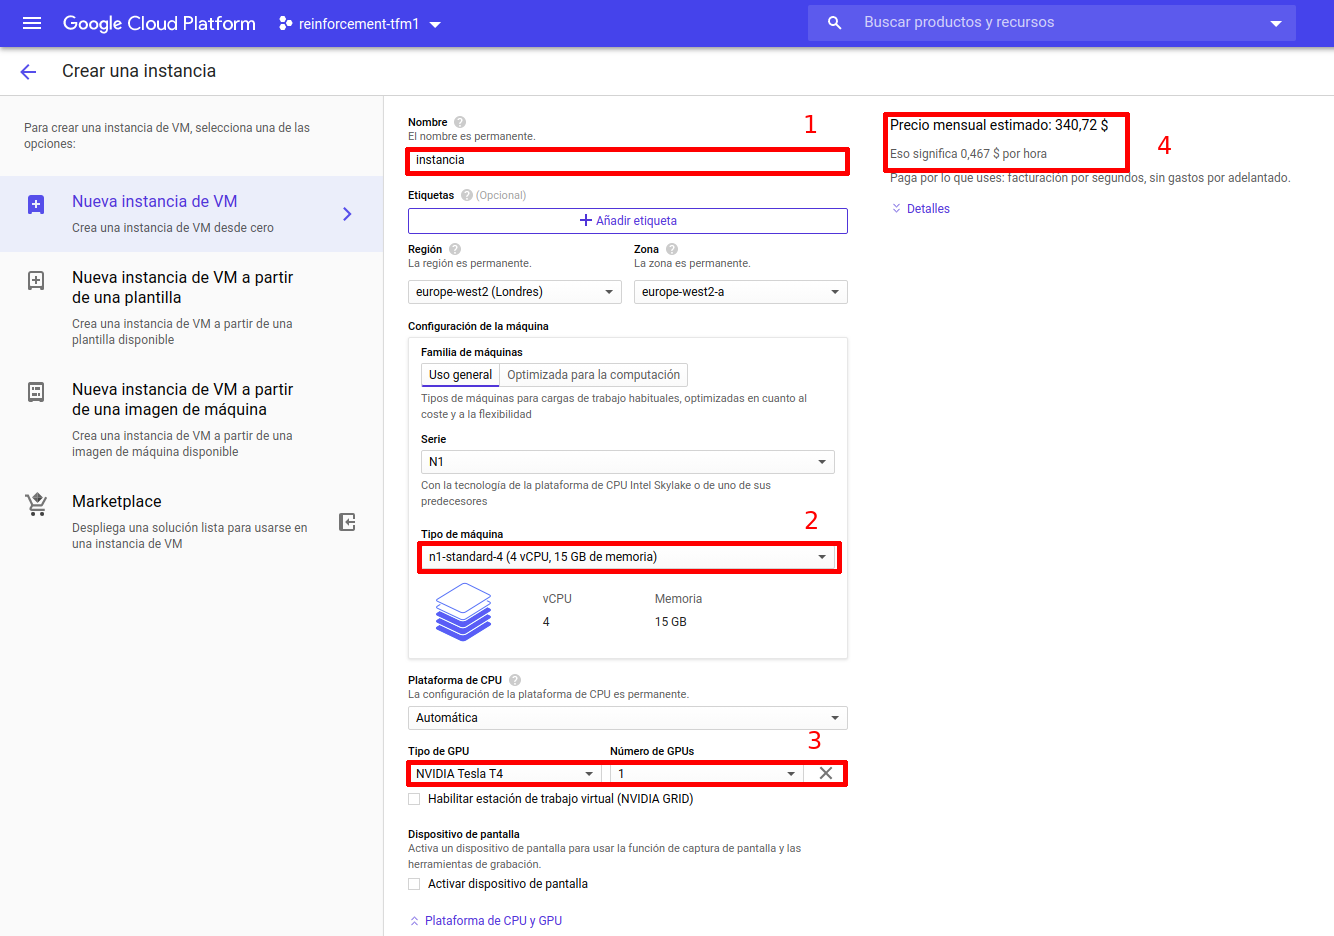 Google Cloud Platform
reinforcement-tfm1
Buscar productos y recursos
Crear una instancia
Para crear una instancia de VM, selecciona una de las
opciones:
Nueva instancia de VM
Crea una instancia de VM desde cero
Nueva instancia de VM a partir
de una plantilla
Crea una instancia de VM a partir de una
plantilla disponible
Nueva instancia de VM a partir
de una imagen de máquina
Crea una instancia de VM a partir de una
imagen de máquina disponible
Marketplace
Despliega una solución lista para usarse en
una instancia de VM
Nombre ?
El nombre es permanente.
1
instancia
Etiquetas ? (Opcional)
Añadir etiqueta
Región ?
La región es permanente.
europe-west2 (Londres)
Zona ?
La zona es permanente.
europe-west2-a
Configuración de la máquina
Familia de máquinas
Uso general
Optimizada para la computación
Tipos de máquinas para cargas de trabajo habituales, optimizadas en cuanto al
coste y a la flexibilidad
Serie
N1
Con la tecnología de la plataforma de CPU Intel Skylake o de uno de sus
predecesores
2
Tipo de máquina
n1-standard-4 (4 vCPU, 15 GB de memoria)
vCPU
4
Memoria
15 GB
Plataforma de CPU ?
La configuración de la plataforma de CPU es permanente.
Automática
3
Tipo de GPU
NVIDIA Tesla T4
Número de GPUs
1
Habilitar estación de trabajo virtual (NVIDIA GRID)
Dispositivo de pantalla
Activa un dispositivo de pantalla para usar la función de captura de pantalla y las
herramientas de grabación.
Activar dispositivo de pantalla
Plataforma de CPU y GPU
Precio mensual estimado: 340,72 $
Eso significa 0,467 $ por hora
4
Paga por lo que uses: facturación por segundos, sin gastos por adelantado.
Detalles